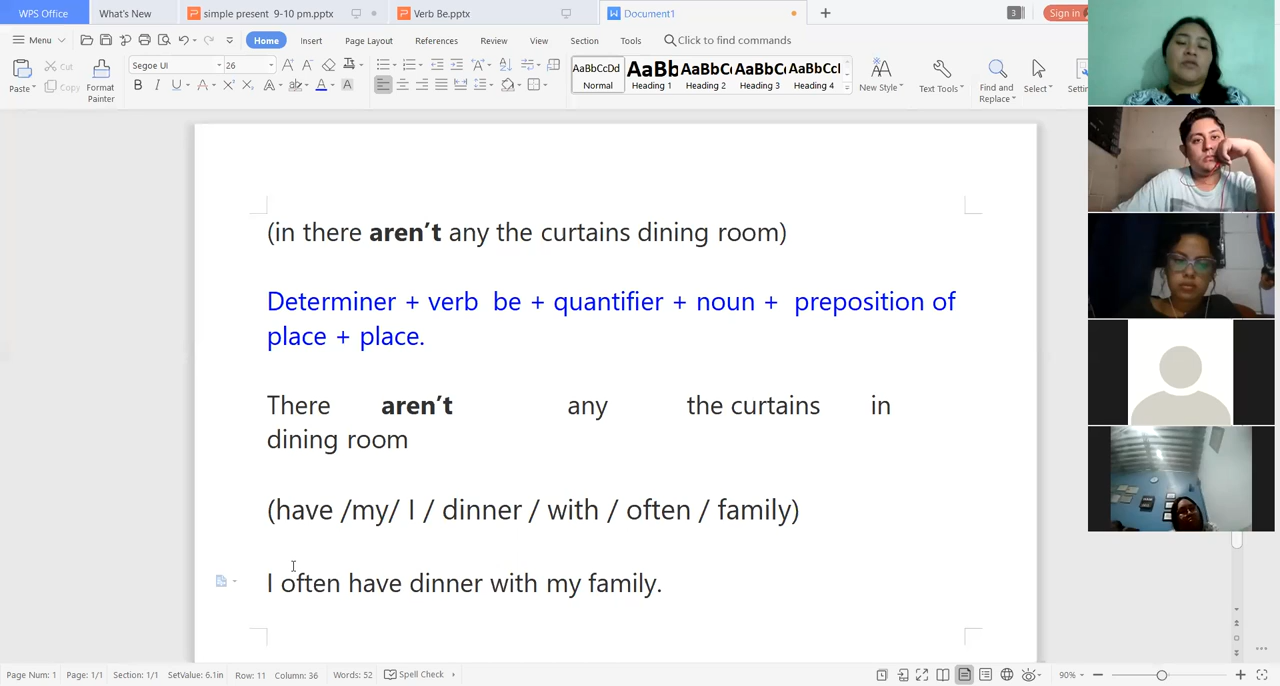 WPS Office What's New simple present 9-10 pm.pptx Verb Be.pptx Document1 + 3 Sign in
Menu Home Insert Page Layout References Review View Section Tools Click to find commands
Paste Cut Copy Format Painter Segoe UI 26 AaBbCcDd Normal AaBb Heading 1 AaBbC Heading 2 AaBbC Heading 3 AaBbCcI Heading 4 New Style Text Tools Find and Replace Select
(in there aren't any the curtains dining room)
Determiner + verb be + quantifier + noun + preposition of
place + place.
There aren't any the curtains in
dining room
(have /my/ I / dinner / with / often / family)
I often have dinner with my family.
Page Num: 1 Page: 1/1 Section: 1/1 SetValue: 6.1in Row: 11 Column: 36 Words: 52 Spell Check 90%